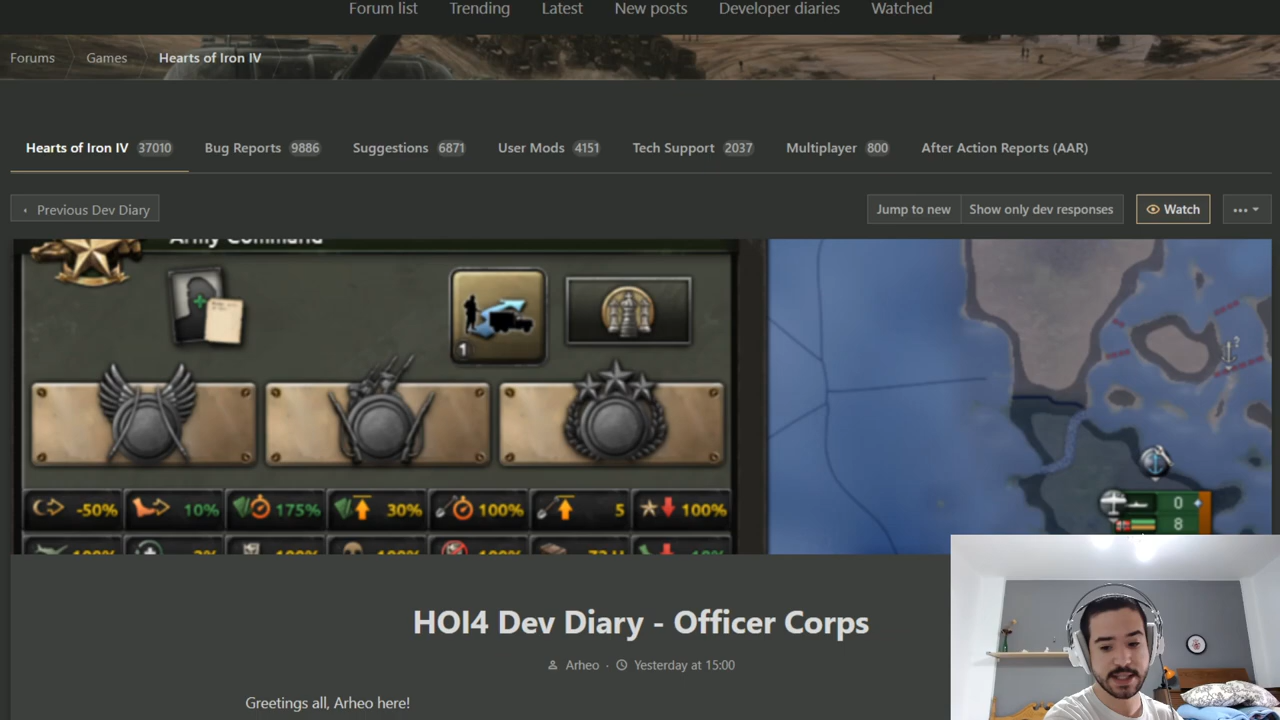 Forum list Trending Latest New posts Developer diaries Watched
Forums Games Hearts of Iron IV
Hearts of Iron IV 37010 Bug Reports 9886 Suggestions 6871 User Mods 4151 Tech Support 2037 Multiplayer 800 After Action Reports (AAR)
Previous Dev Diary Jump to new Show only dev responses Watch
Army Command
1
-50% 10% 175% 30% 100% 5 100%
0
8
HOI4 Dev Diary - Officer Corps
Arheo · Yesterday at 15:00
Greetings all, Arheo here!